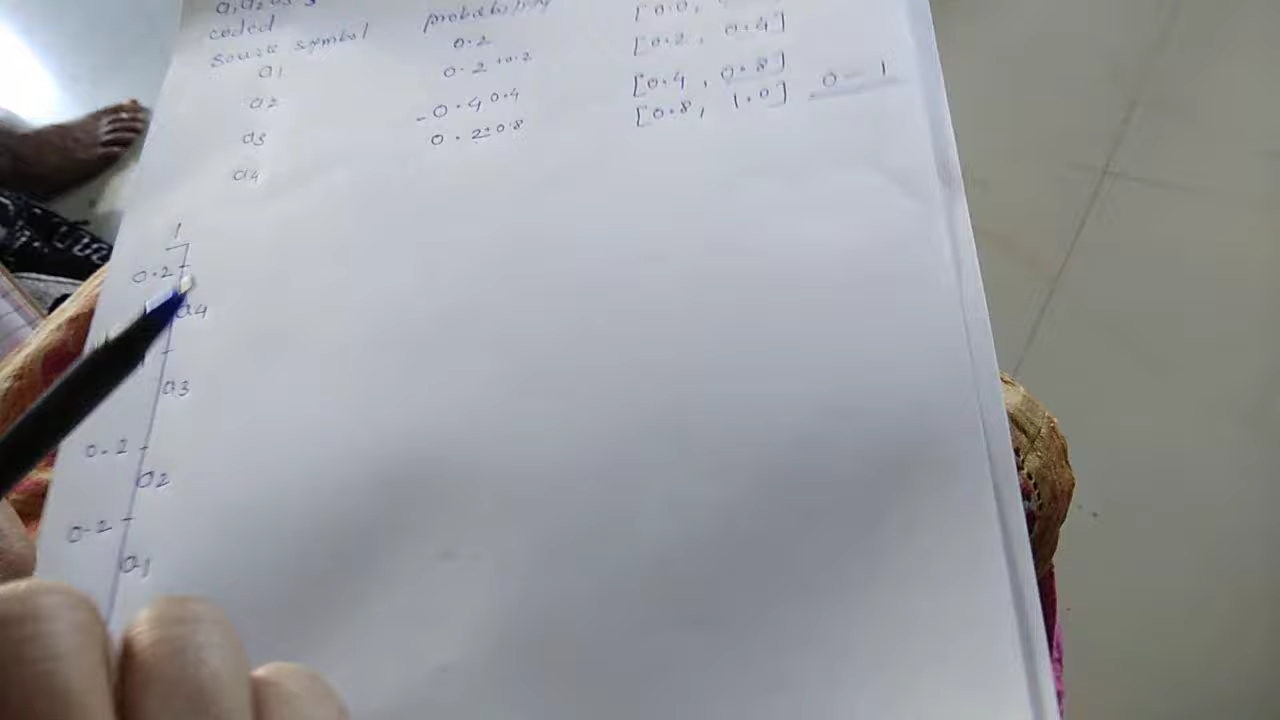 coded
source symbol probability [0.0,
a1 0.2 [0.2, 0.4]
a2 0.2 +0.2 [0.4, 0.8]
a3 -0.4 0.4 [0.8, 1.0] 0-1
a4 0.2 0.8
1
0.2
a4
a3
0.2
a2
0.2
a1